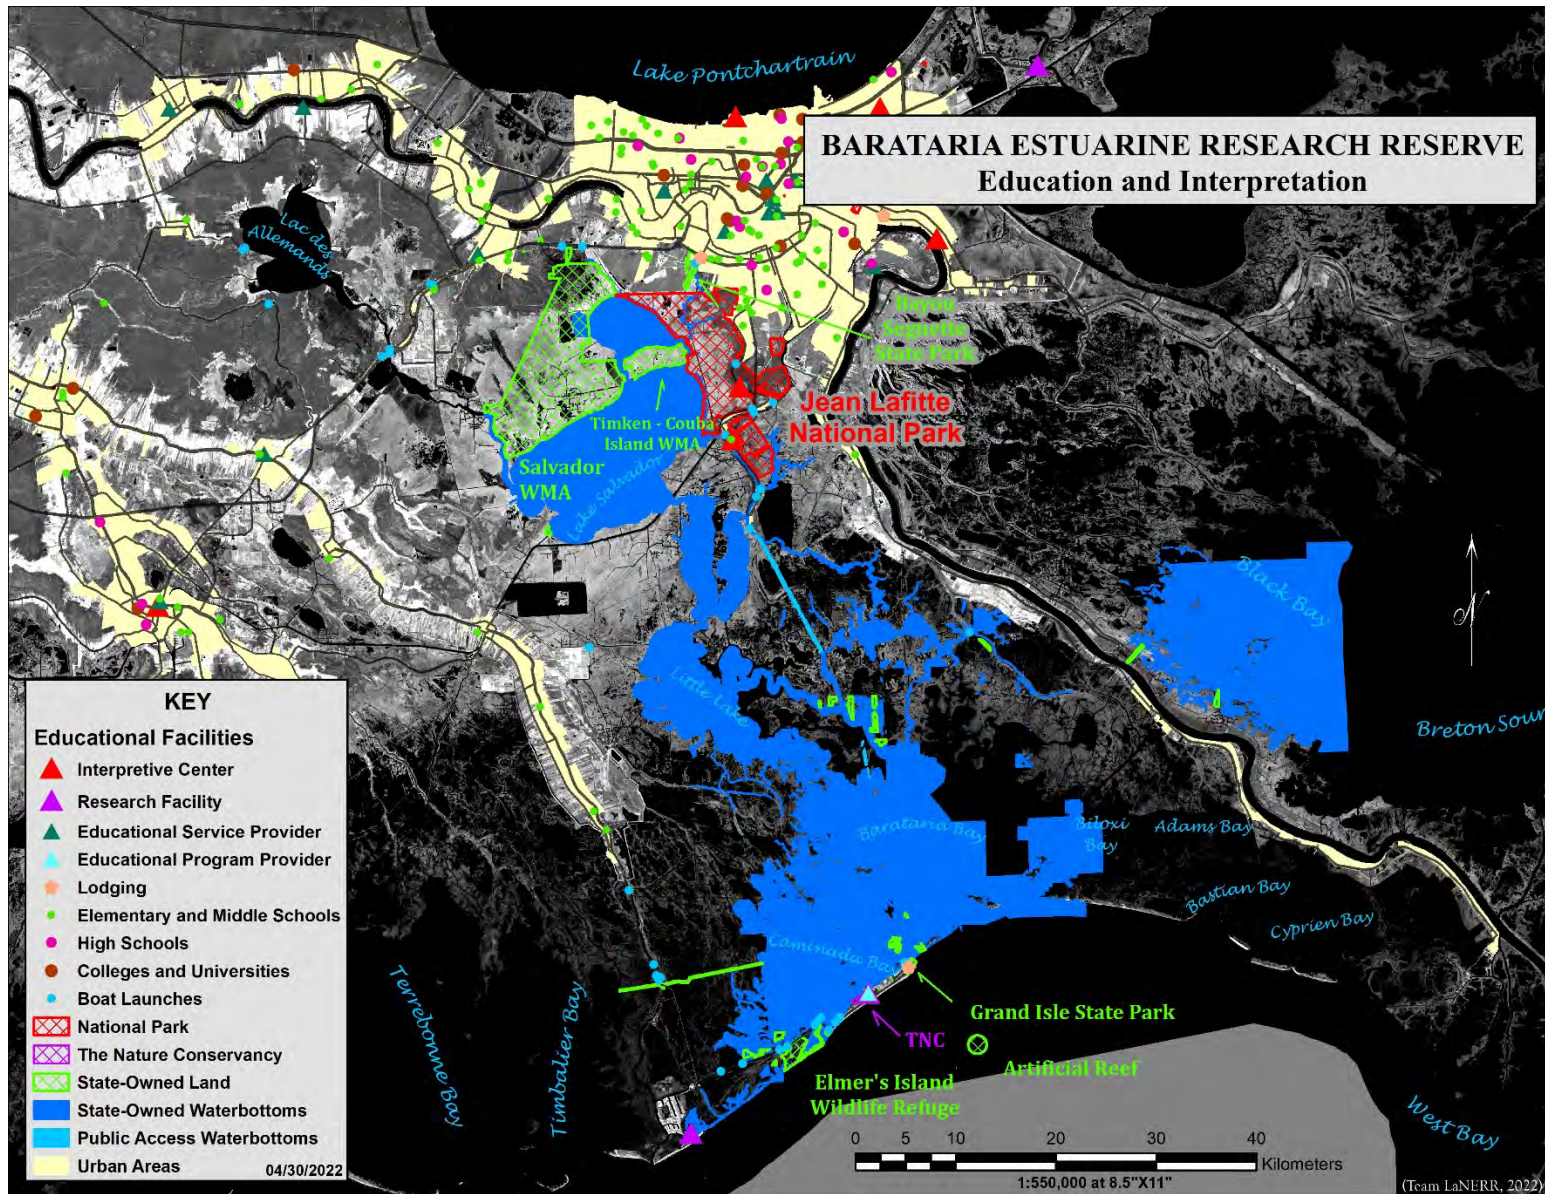 Lake Pontchartrain
BARATARIA ESTUARINE RESEARCH RESERVE
Education and Interpretation
Lac des
Allemands
Bayou
Segnette
State Park
Jean Lafitte
National Park
Timken - Couba
Island WMA
Salvador
WMA
Lake Salvador
Black Bay
N
Little Lake
Breton Soun
Barataria Bay
Biloxi
Bay
Adams Bay
Bastian Bay
Cyprien Bay
Caminada Bay
Terrebonne Bay
Timbalier Bay
Grand Isle State Park
TNC
Artificial Reef
Elmer's Island
Wildlife Refuge
West Bay
KEY
Educational Facilities
Interpretive Center
Research Facility
Educational Service Provider
Educational Program Provider
Lodging
Elementary and Middle Schools
High Schools
Colleges and Universities
Boat Launches
National Park
The Nature Conservancy
State-Owned Land
State-Owned Waterbottoms
Public Access Waterbottoms
Urban Areas
04/30/2022
0 5 10 20 30 40
Kilometers
1:550,000 at 8.5"X11"
(Team LaNERR, 2022)